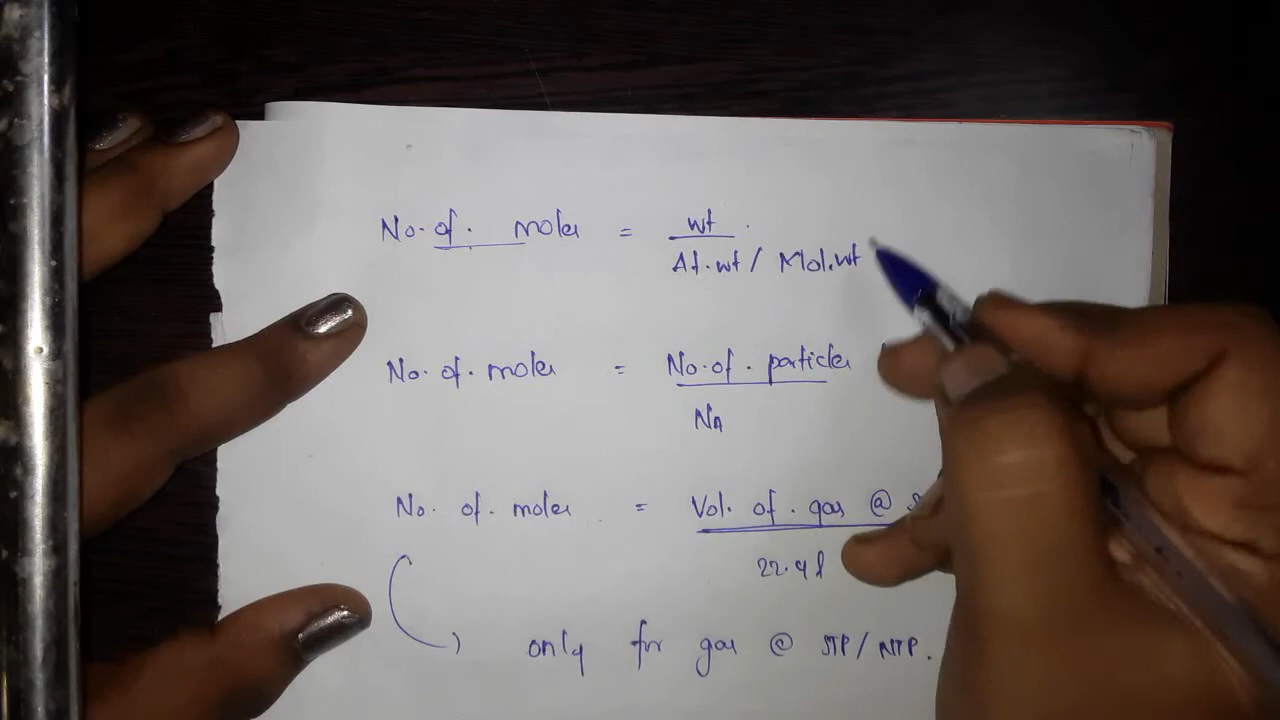 No. of. moles = wt
At.wt / Mol.wt
No. of. moles = No. of. particles
NA
No. of. moles = Vol. of. gas @
22.4 l
only for gas @ STP/ NTP.